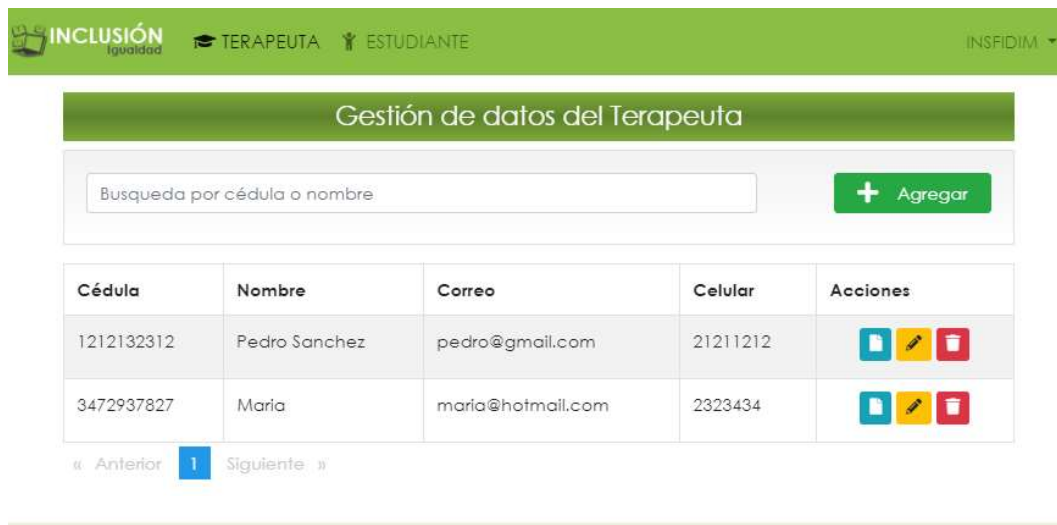 INCLUSIÓN
Igualdad
TERAPEUTA ESTUDIANTE INSFIDIM
Gestión de datos del Terapeuta
Busqueda por cédula o nombre
Agregar
Cédula Nombre Correo Celular Acciones
1212132312 Pedro Sanchez pedro@gmail.com 21211212
3472937827 Maria maria@hotmail.com 2323434
« Anterior 1 Siguiente »